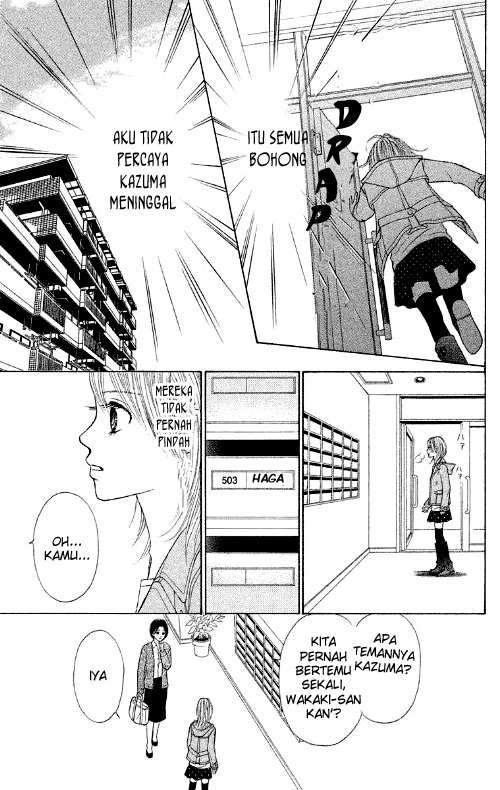 ITU SEMUA
BOHONG
DRAP
AKU TIDAK
PERCAYA
KAZUMA
MENINGGAL
503 HAGA
MEREKA
TIDAK
PERNAH
PINDAH
OH...
KAMU...
APA
TEMANNYA
KAZUMA?
KITA
PERNAH
BERTEMU
SEKALI,
WAKAKI-SAN
KAN'?
IYA